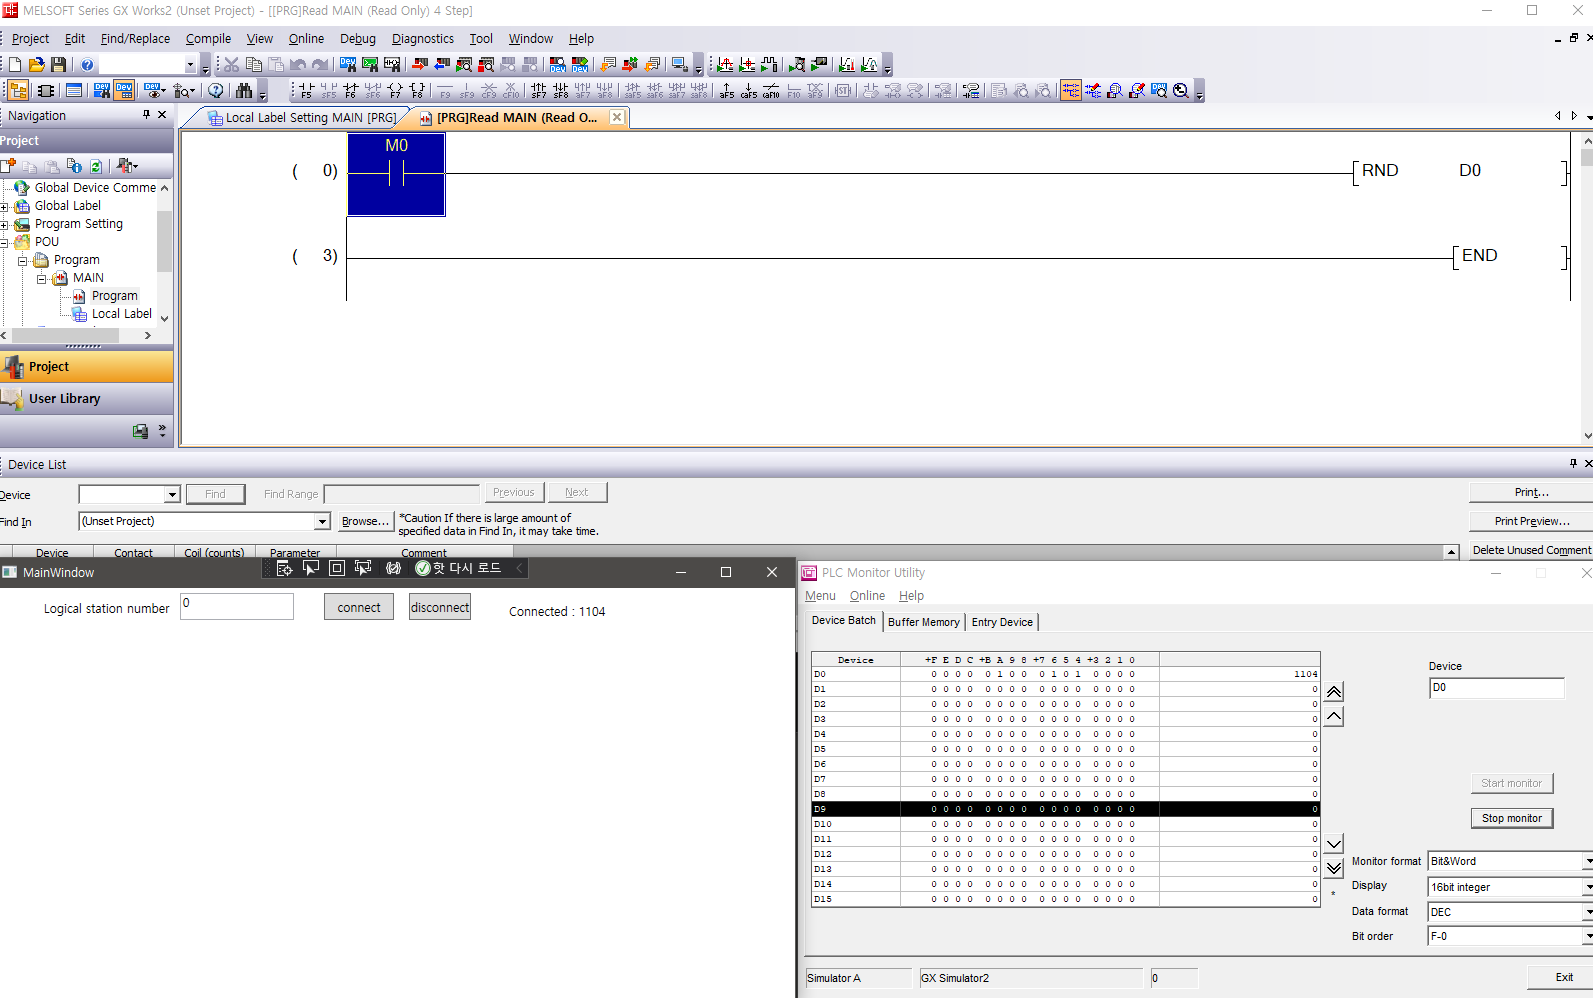 MELSOFT Series GX Works2 (Unset Project) - [[PRG]Read MAIN (Read Only) 4 Step]
Project Edit Find/Replace Compile View Online Debug Diagnostics Tool Window Help
F5 sF5 F6 sF6 F7 F8 F9 sF9 cF9 cF10 sF7 sF8 aF7 aF8 saF5 saF6 saF7 saF8 aF5 caF5 caF10 F10 aF9
Navigation
Local Label Setting MAIN [PRG]
[PRG]Read MAIN (Read O...
Project
Global Device Comme
Global Label
Program Setting
POU
Program
MAIN
Program
Local Label
Project
User Library
M0
( 0)
RND D0
( 3)
END
Device List
Device
Find
Find Range
Previous
Next
Print...
Find In
(Unset Project)
Browse...
*Caution If there is large amount of
specified data in Find In, it may take time.
Print Preview...
Device Contact Coil (counts) Parameter Comment
Delete Unused Comment
MainWindow
핫 다시 로드
Logical station number
0
connect
disconnect
Connected : 1104
PLC Monitor Utility
Menu Online Help
Device Batch Buffer Memory Entry Device
Device +F E D C +B A 9 8 +7 6 5 4 +3 2 1 0
D0 0 0 0 0 0 1 0 0 0 1 0 1 0 0 0 0 1104
D1 0 0 0 0 0 0 0 0 0 0 0 0 0 0 0 0 0
D2 0 0 0 0 0 0 0 0 0 0 0 0 0 0 0 0 0
D3 0 0 0 0 0 0 0 0 0 0 0 0 0 0 0 0 0
D4 0 0 0 0 0 0 0 0 0 0 0 0 0 0 0 0 0
D5 0 0 0 0 0 0 0 0 0 0 0 0 0 0 0 0 0
D6 0 0 0 0 0 0 0 0 0 0 0 0 0 0 0 0 0
D7 0 0 0 0 0 0 0 0 0 0 0 0 0 0 0 0 0
D8 0 0 0 0 0 0 0 0 0 0 0 0 0 0 0 0 0
D9 0 0 0 0 0 0 0 0 0 0 0 0 0 0 0 0 0
D10 0 0 0 0 0 0 0 0 0 0 0 0 0 0 0 0 0
D11 0 0 0 0 0 0 0 0 0 0 0 0 0 0 0 0 0
D12 0 0 0 0 0 0 0 0 0 0 0 0 0 0 0 0 0
D13 0 0 0 0 0 0 0 0 0 0 0 0 0 0 0 0 0
D14 0 0 0 0 0 0 0 0 0 0 0 0 0 0 0 0 0
D15 0 0 0 0 0 0 0 0 0 0 0 0 0 0 0 0 0
Device
D0
Start monitor
Stop monitor
Monitor format Bit&Word
*
Display 16bit integer
Data format DEC
Bit order F-0
Simulator A
GX Simulator2
0
Exit